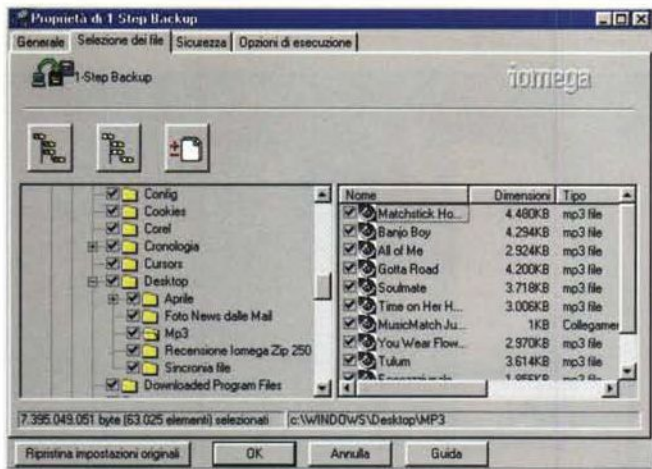 Proprietà di 1-Step Backup
Generale Selezione dei file Sicurezza Opzioni di esecuzione
1-Step Backup
iomega
Config
Cookies
Corel
Cronologia
Cursors
Desktop
Aprile
Foto News dalle Mail
Mp3
Recensione Iomega Zip 250
Sincronia file
Downloaded Program Files
Nome Dimensioni Tipo
Matchstick Ho... 4.480KB mp3 file
Banjo Boy 4.294KB mp3 file
All of Me 2.924KB mp3 file
Gotta Road 4.200KB mp3 file
Soulmate 3.718KB mp3 file
Time on Her H... 3.006KB mp3 file
MusicMatch Ju... 1KB Collegamen
You Wear Flow... 2.970KB mp3 file
Tulum 3.614KB mp3 file
mp3 file
7.395.049.051 byte (63.025 elementi) selezionati c:\WINDOWS\Desktop\MP3
Ripristina impostazioni originali OK Annulla Guida